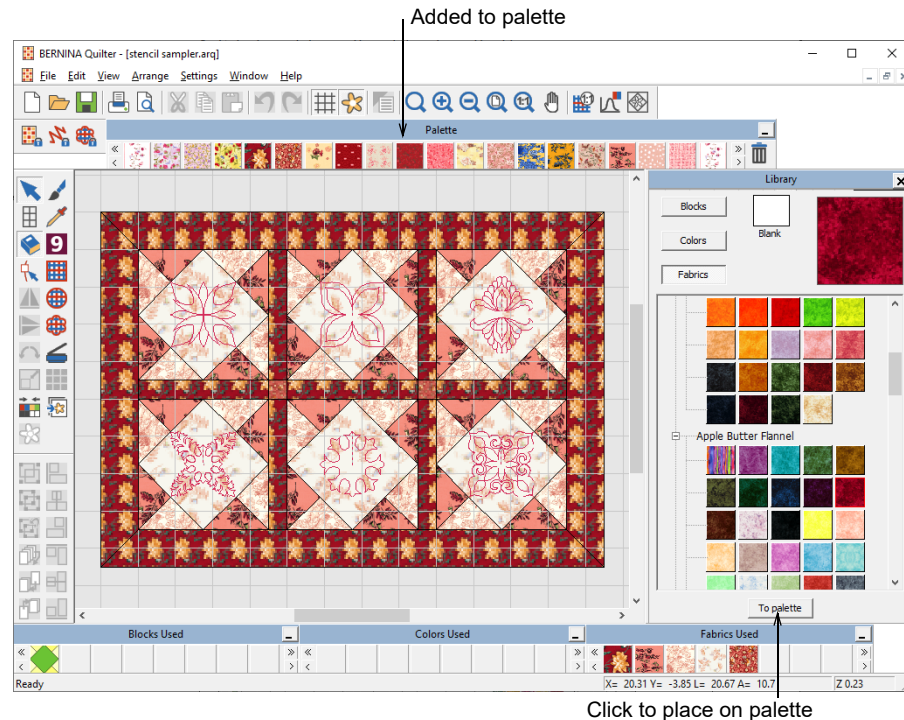 Added to palette
BERNINA Quilter - [stencil sampler.arq]
File Edit View Arrange Settings Window Help
1:1
Palette
Library
Blocks
Blank
Colors
Fabrics
9
Apple Butter Flannel
To palette
Blocks Used
Colors Used
Fabrics Used
Ready
X= 20.31 Y= -3.85 L= 20.67 A= 10.7
Z 0.23
Click to place on palette